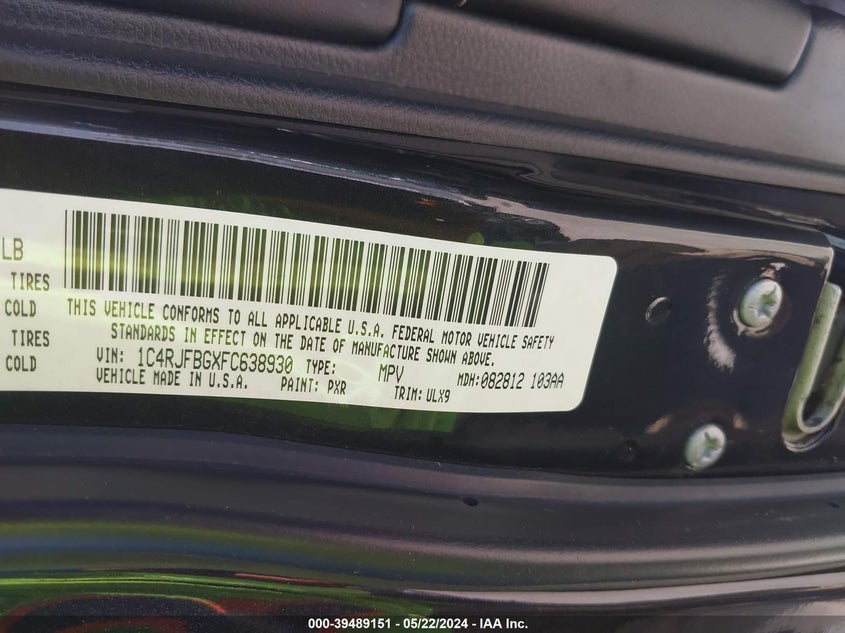 LB
TIRES
COLD
TIRES
COLD
THIS VEHICLE CONFORMS TO ALL APPLICABLE U.S.A. FEDERAL MOTOR VEHICLE SAFETY
STANDARDS IN EFFECT ON THE DATE OF MANUFACTURE SHOWN ABOVE.
VIN: 1C4RJFBGXFC638930 TYPE: MPV MDH:082812 103AA
VEHICLE MADE IN U.S.A. PAINT: PXR TRIM: ULX9
000-39489151 - 05/22/2024 - IAA Inc.